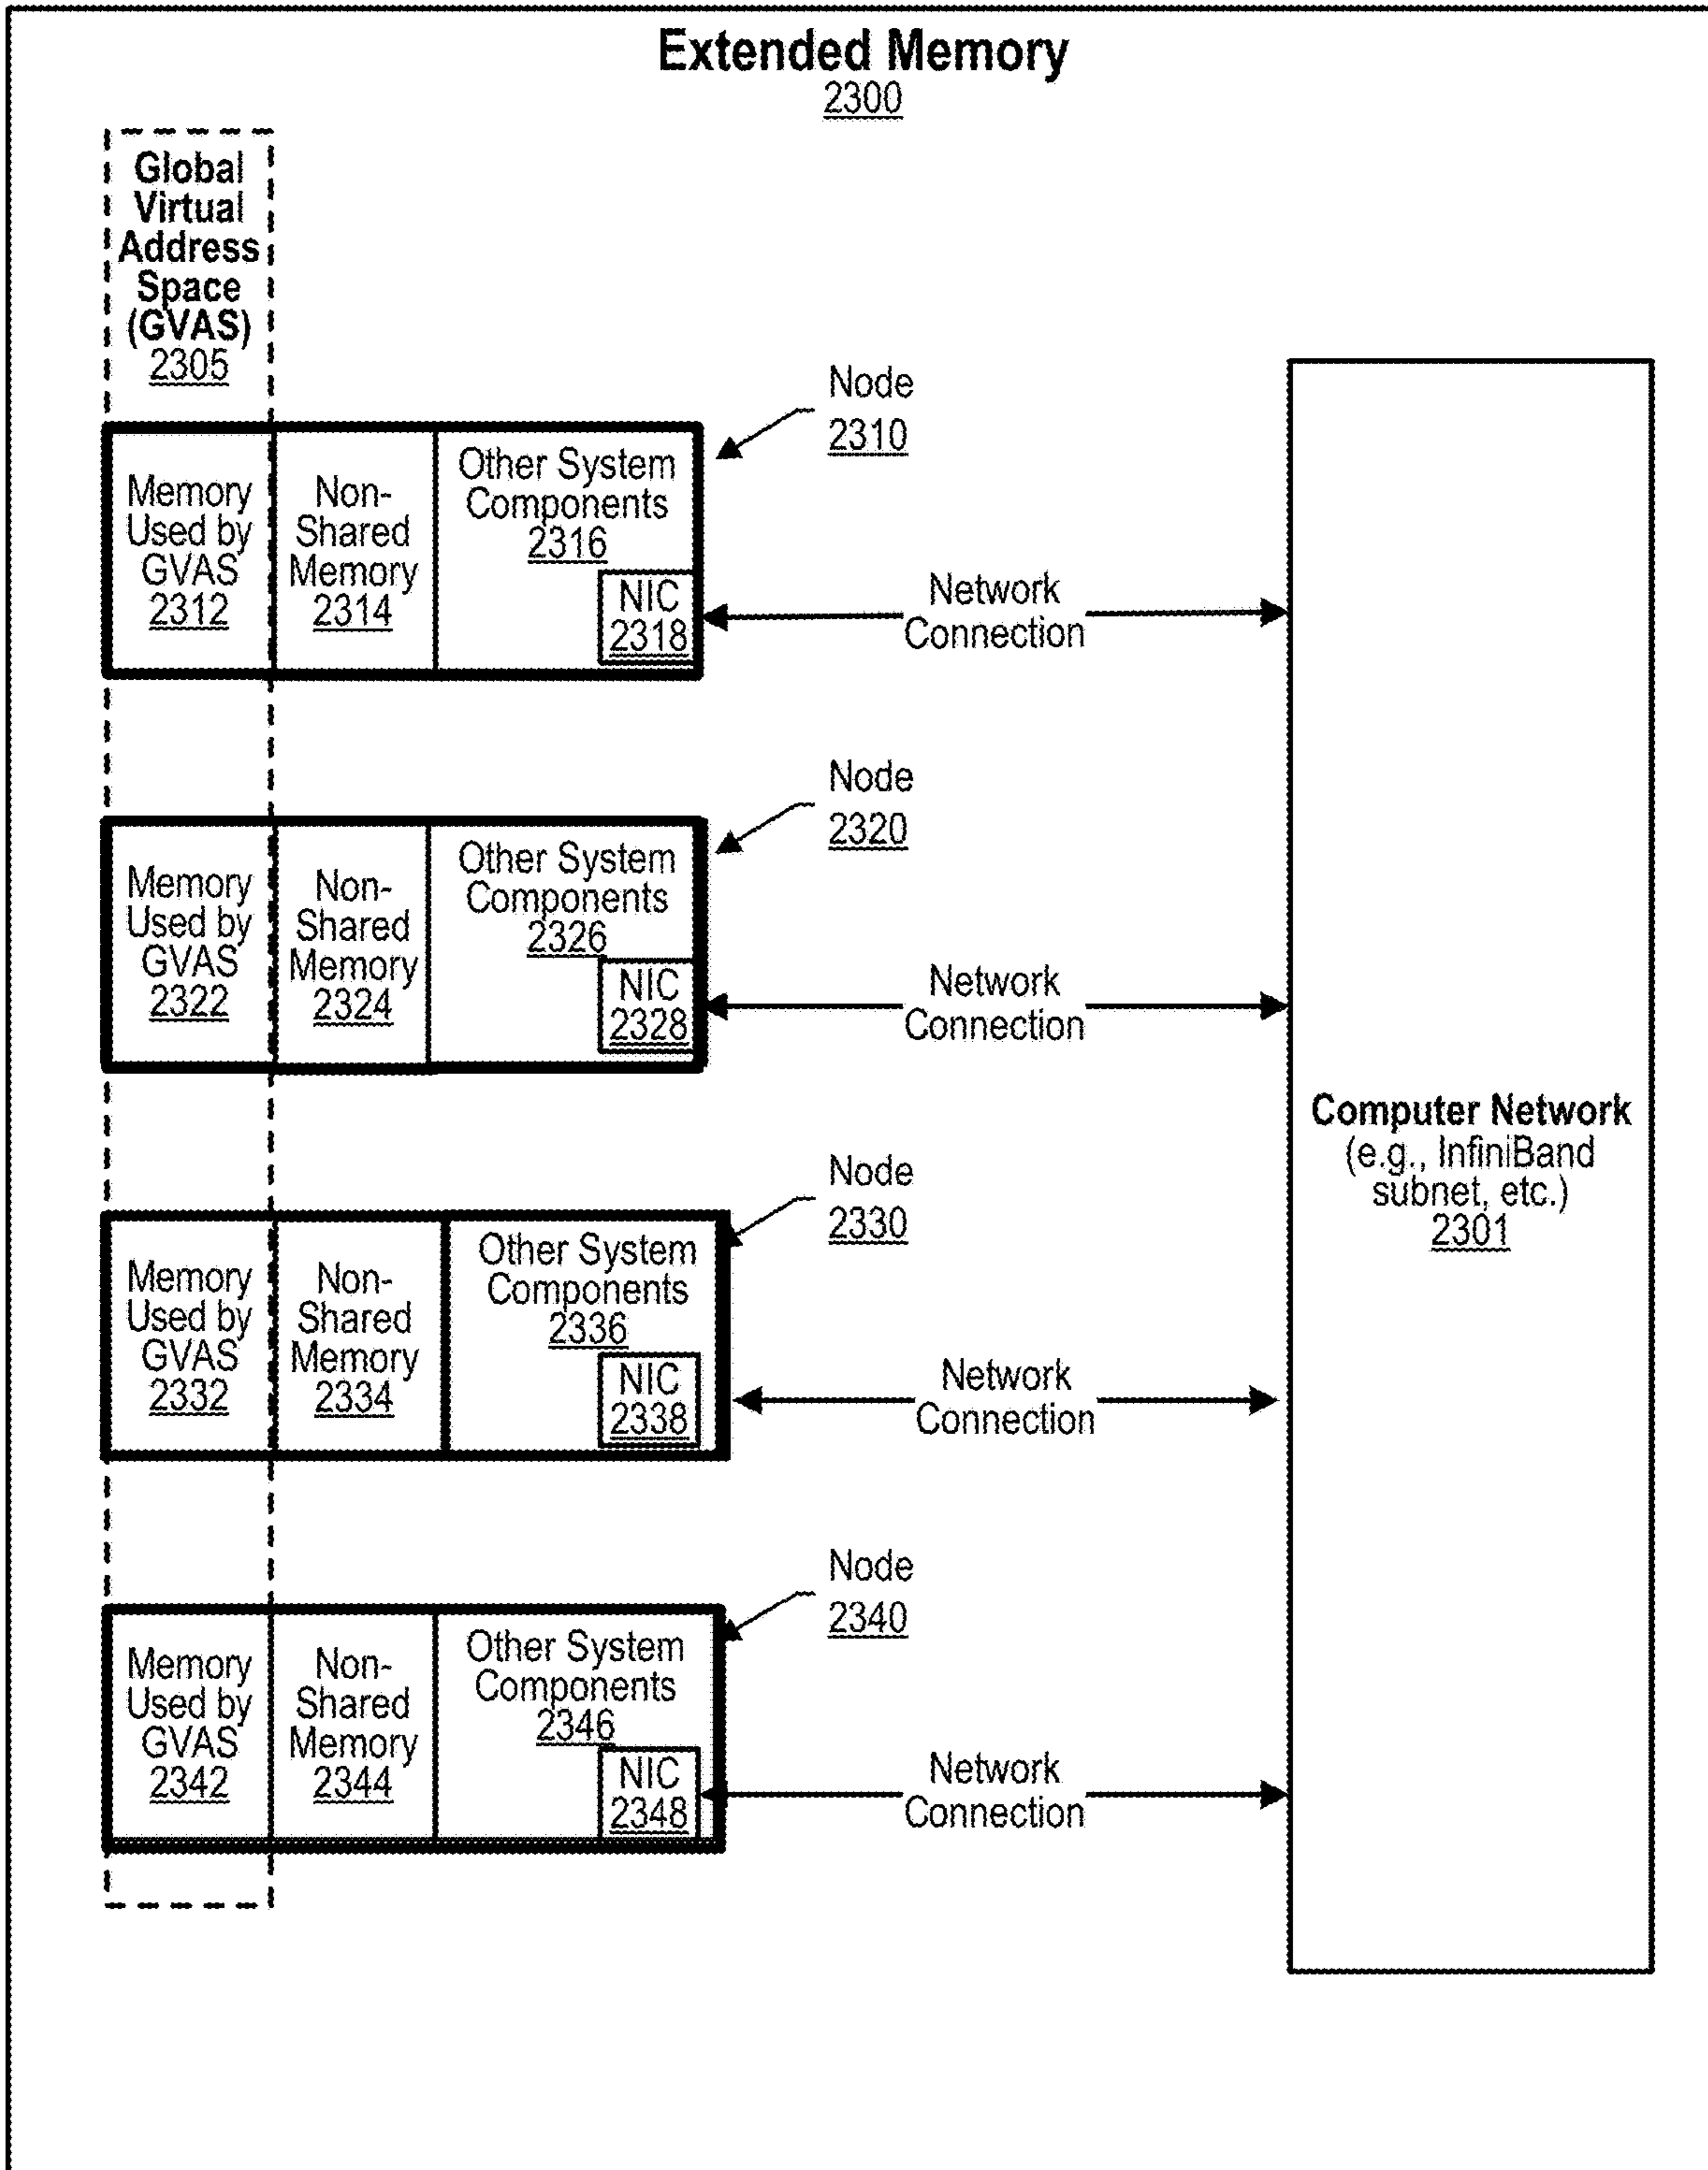 Extended Memory
2300
Global
Virtual
Address
Space
(GVAS)
2305
Node
2310
Memory
Used by
GVAS
2312
Non-
Shared
Memory
2314
Other System
Components
2316
NIC
2318
Network
Connection
Node
2320
Memory
Used by
GVAS
2322
Non-
Shared
Memory
2324
Other System
Components
2326
NIC
2328
Network
Connection
Computer Network
(e.g., InfiniBand
subnet, etc.)
2301
Node
2330
Memory
Used by
GVAS
2332
Non-
Shared
Memory
2334
Other System
Components
2336
NIC
2338
Network
Connection
Node
2340
Memory
Used by
GVAS
2342
Non-
Shared
Memory
2344
Other System
Components
2346
NIC
2348
Network
Connection